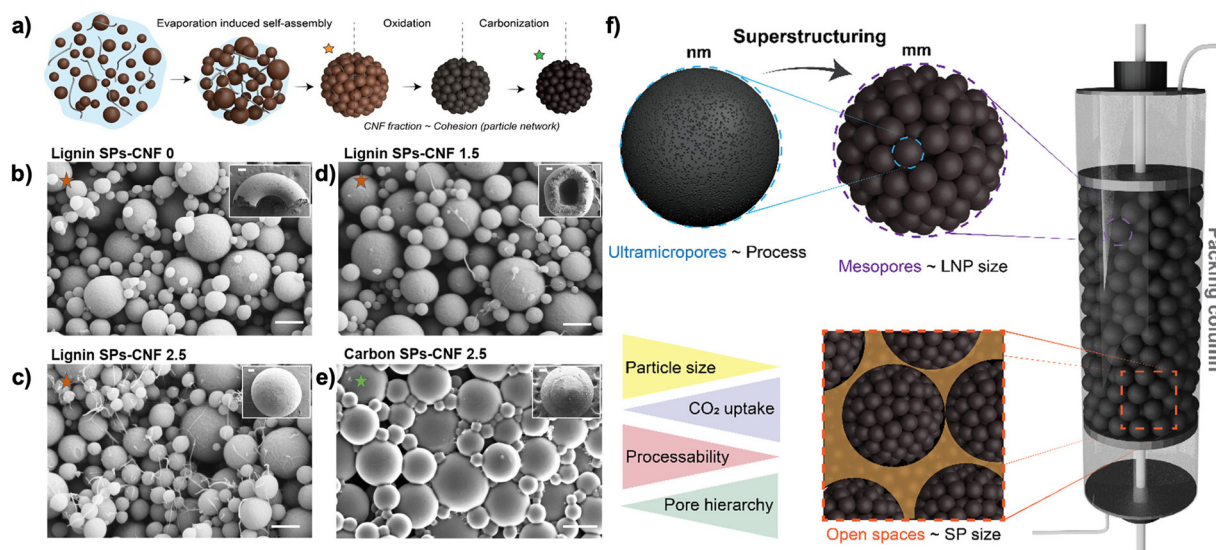 a)
Evaporation induced self-assembly
Oxidation
Carbonization
CNF fraction ~ Cohesion (particle network)
b)
Lignin SPs-CNF 0
d)
Lignin SPs-CNF 1.5
c)
Lignin SPs-CNF 2.5
e)
Carbon SPs-CNF 2.5
f)
Superstructuring
nm
mm
Ultramicropores ~ Process
Mesopores ~ LNP size
Packing column
Particle size
CO₂ uptake
Processability
Pore hierarchy
Open spaces ~ SP size